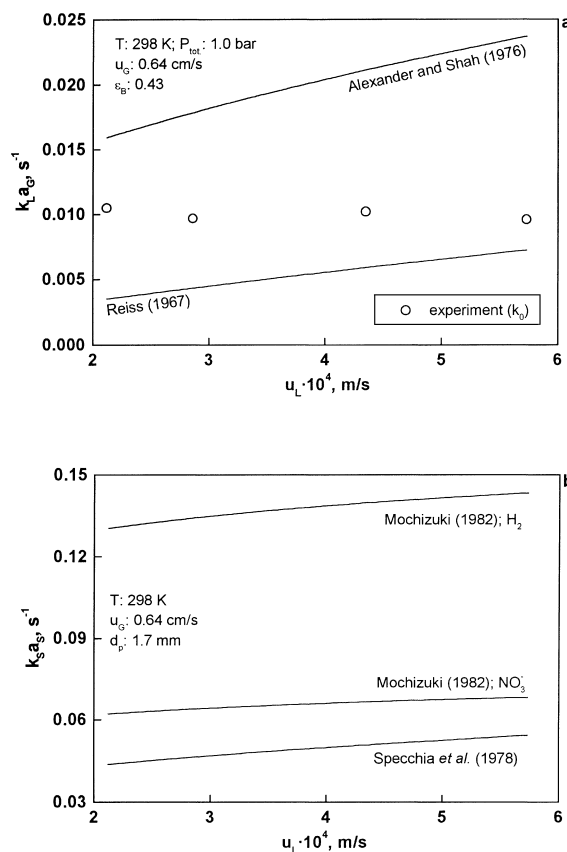 a
0.025
T: 298 K; P_tot.: 1.0 bar
u_G: 0.64 cm/s
ε_B: 0.43
Alexander and Shah (1976)
0.020
k_L a_G, s^-1
0.015
0.010
0.005
Reiss (1967)
experiment (k_0)
0.000
2 3 4 5 6
u_L·10^4, m/s
b
0.15
Mochizuki (1982); H_2
0.12
T: 298 K
u_G: 0.64 cm/s
d_p: 1.7 mm
k_S a_S, s^-1
0.09
Mochizuki (1982); NO_3^-
0.06
Specchia et al. (1978)
0.03
2 3 4 5 6
u_L·10^4, m/s